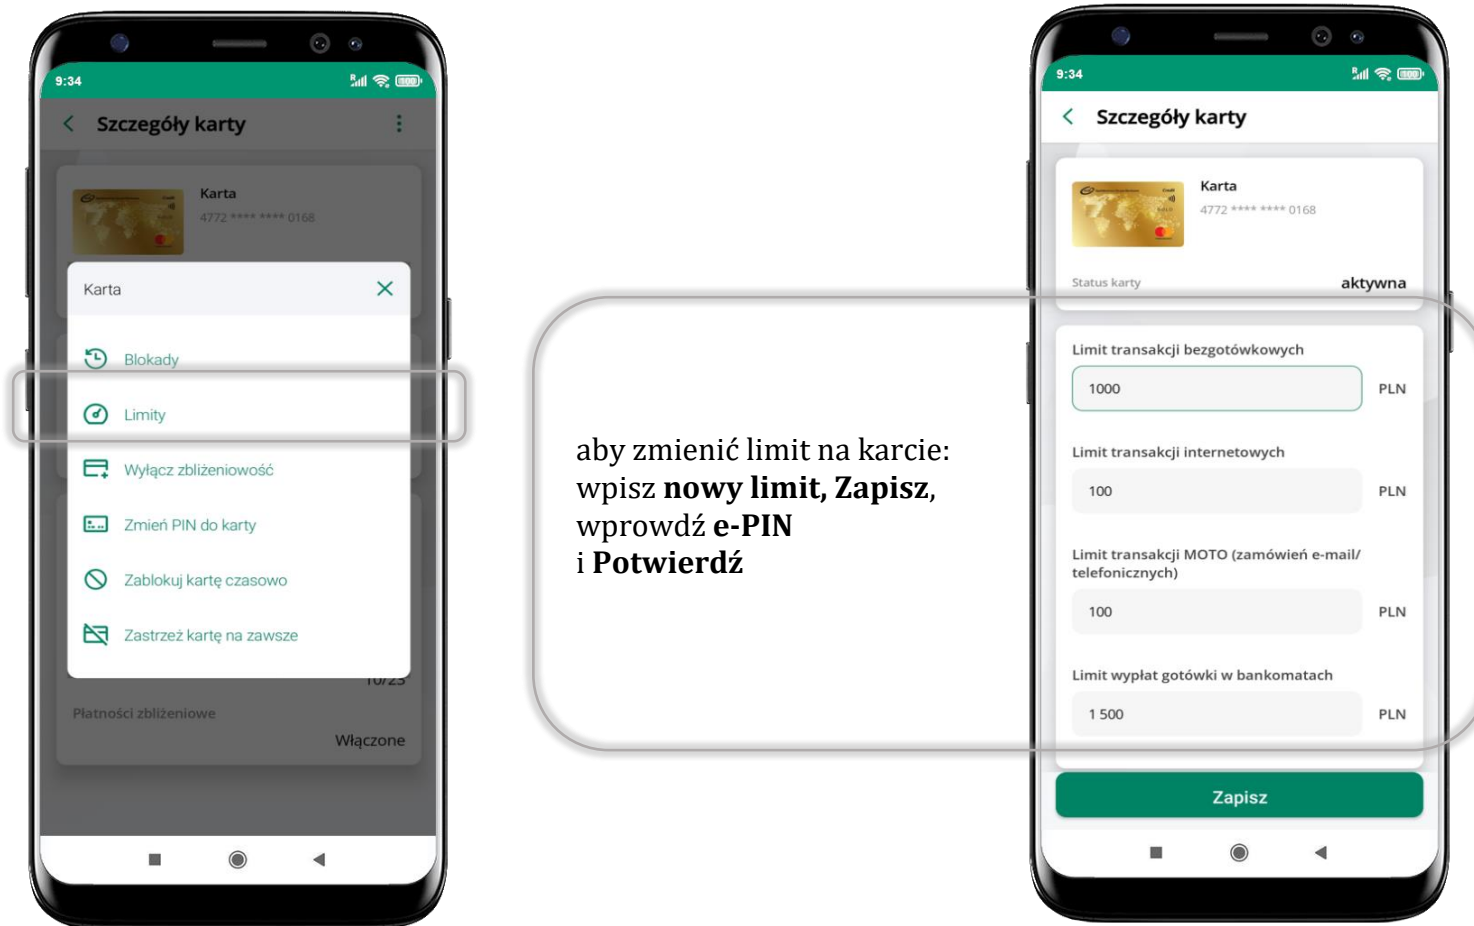 9:34
Szczegóły karty
Karta
4772 **** **** 0168
Karta
Blokady
Limity
Wyłącz zbliżeniowość
Zmień PIN do karty
Zablokuj kartę czasowo
Zastrzeż kartę na zawsze
10/23
Płatności zbliżeniowe
Włączone
aby zmienić limit na karcie:
wpisz nowy limit, Zapisz,
wprowdź e-PIN
i Potwierdź
9:34
Szczegóły karty
Karta
4772 **** **** 0168
Status karty aktywna
Limit transakcji bezgotówkowych
1000 PLN
Limit transakcji internetowych
100 PLN
Limit transakcji MOTO (zamówień e-mail/
telefonicznych)
100 PLN
Limit wypłat gotówki w bankomatach
1 500 PLN
Zapisz